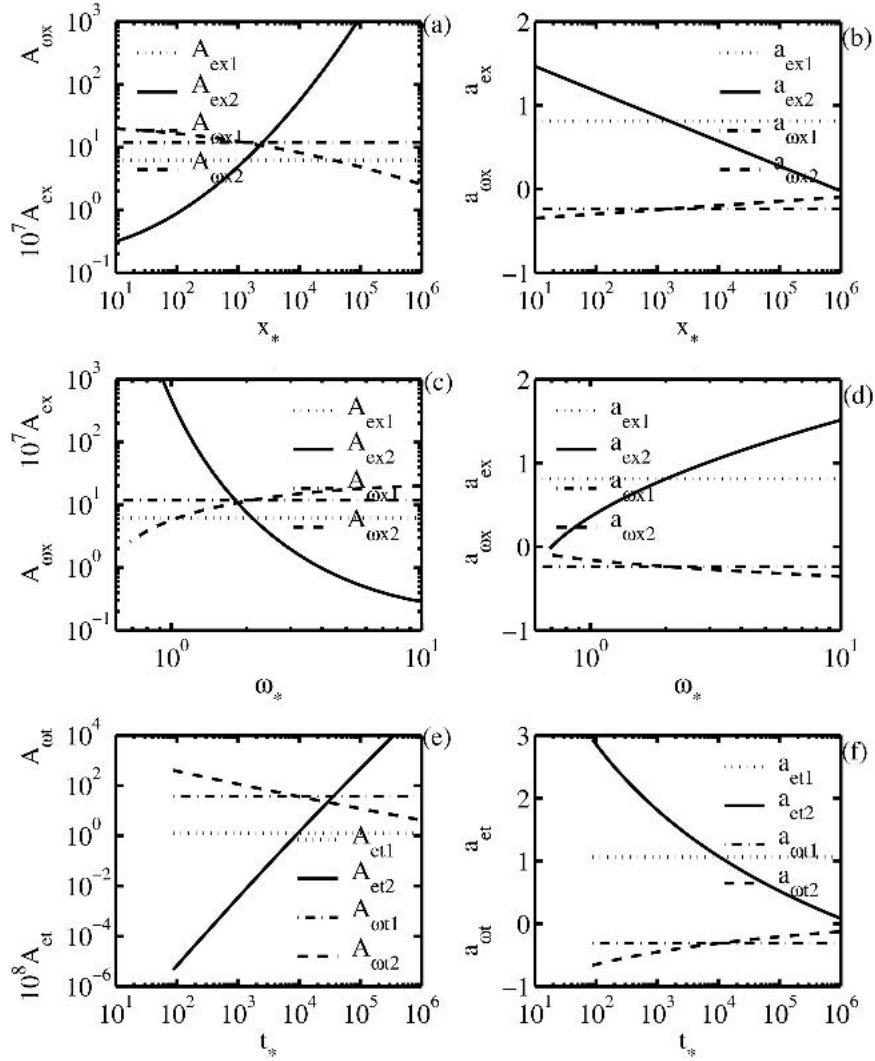 (a)
A_ωx
10^7 A_ex
10^3
10^2
10^1
10^0
10^-1
A_ex1
A_ex2
A_ωx1
A_ωx2
10^1 10^2 10^3 10^4 10^5 10^6
x_*
(b)
a_ex
a_ωx
2
1
0
-1
a_ex1
a_ex2
a_ωx1
a_ωx2
10^1 10^2 10^3 10^4 10^5 10^6
x_*
(c)
10^7 A_ex
A_ωx
10^3
10^2
10^1
10^0
10^-1
A_ex1
A_ex2
A_ωx1
A_ωx2
10^0 10^1
ω_*
(d)
a_ex
a_ωx
2
1
0
-1
a_ex1
a_ex2
a_ωx1
a_ωx2
10^0 10^1
ω_*
(e)
A_ωt
10^8 A_et
10^4
10^2
10^0
10^-2
10^-4
10^-6
A_et1
A_et2
A_ωt1
A_ωt2
10^1 10^2 10^3 10^4 10^5 10^6
t_*
(f)
a_et
a_ωt
3
2
1
0
-1
a_et1
a_et2
a_ωt1
a_ωt2
10^1 10^2 10^3 10^4 10^5 10^6
t_*